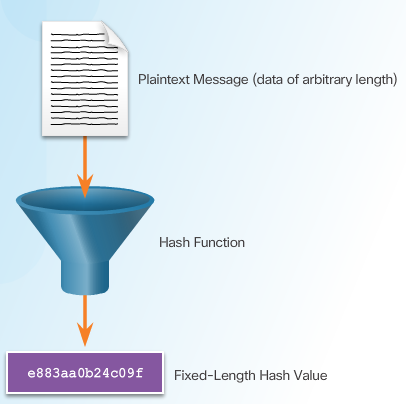 Plaintext Message (data of arbitrary length)
Hash Function
e883aa0b24c09f
Fixed-Length Hash Value